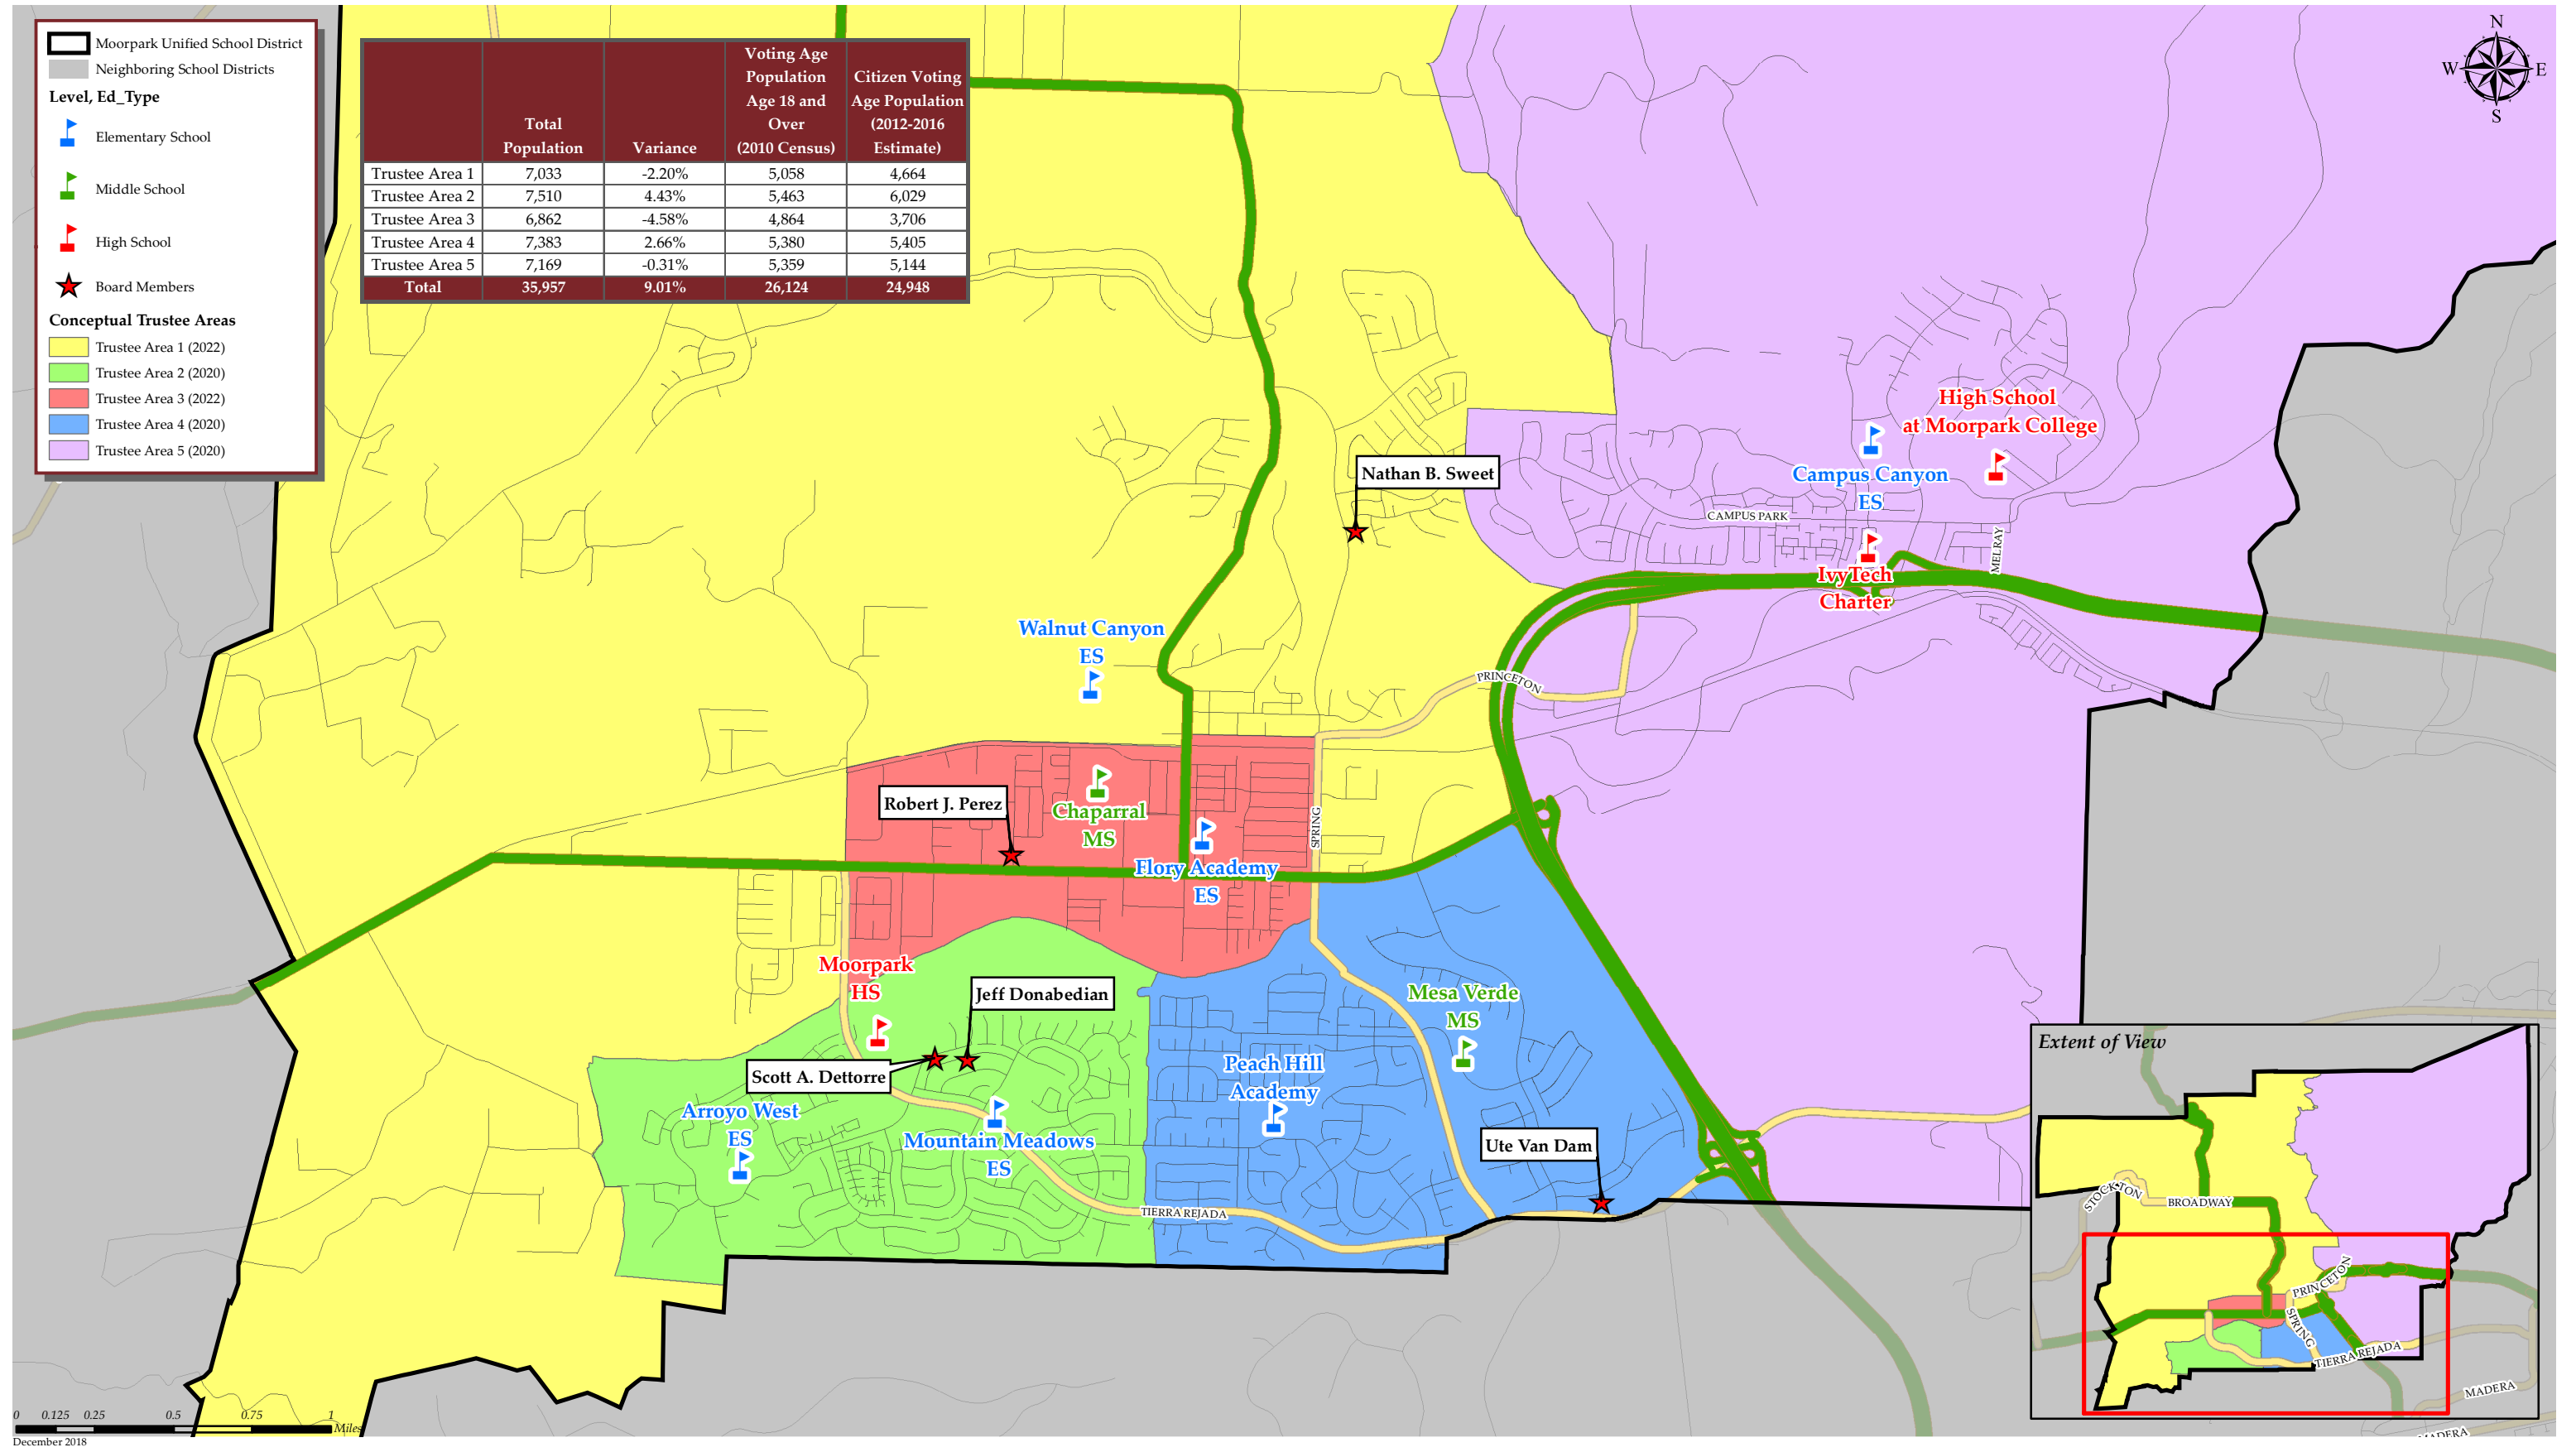 Moorpark Unified School District
Neighboring School Districts
Level, Ed_Type
Elementary School
Middle School
High School
Board Members
Conceptual Trustee Areas
Trustee Area 1 (2022)
Trustee Area 2 (2020)
Trustee Area 3 (2022)
Trustee Area 4 (2020)
Trustee Area 5 (2020)
Total Population Variance Voting Age Population Age 18 and Over (2010 Census) Citizen Voting Age Population (2012-2016 Estimate)
Trustee Area 1 7,033 -2.20% 5,058 4,664
Trustee Area 2 7,510 4.43% 5,463 6,029
Trustee Area 3 6,862 -4.58% 4,864 3,706
Trustee Area 4 7,383 2.66% 5,380 5,405
Trustee Area 5 7,169 -0.31% 5,359 5,144
Total 35,957 9.01% 26,124 24,948
N
W E
S
High School
at Moorpark College
Nathan B. Sweet
Campus Canyon
ES
CAMPUS PARK
MELRAY
IvyTech
Charter
Walnut Canyon
ES
PRINCETON
Robert J. Perez
Chaparral
MS
SPRING
Flory Academy
ES
Moorpark
HS
Jeff Donabedian
Mesa Verde
MS
Scott A. Dettorre
Peach Hill
Academy
Arroyo West
ES
Mountain Meadows
ES
Ute Van Dam
TIERRA REJADA
Extent of View
STOCKTON
BROADWAY
PRINCETON
SPRING
TIERRA REJADA
MADERA
MADERA
0 0.125 0.25 0.5 0.75 1
Miles
December 2018